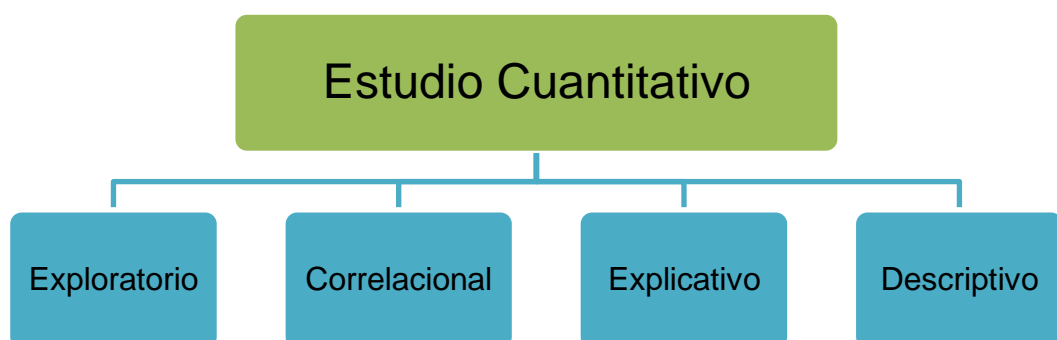 Estudio Cuantitativo
Exploratorio
Correlacional
Explicativo
Descriptivo